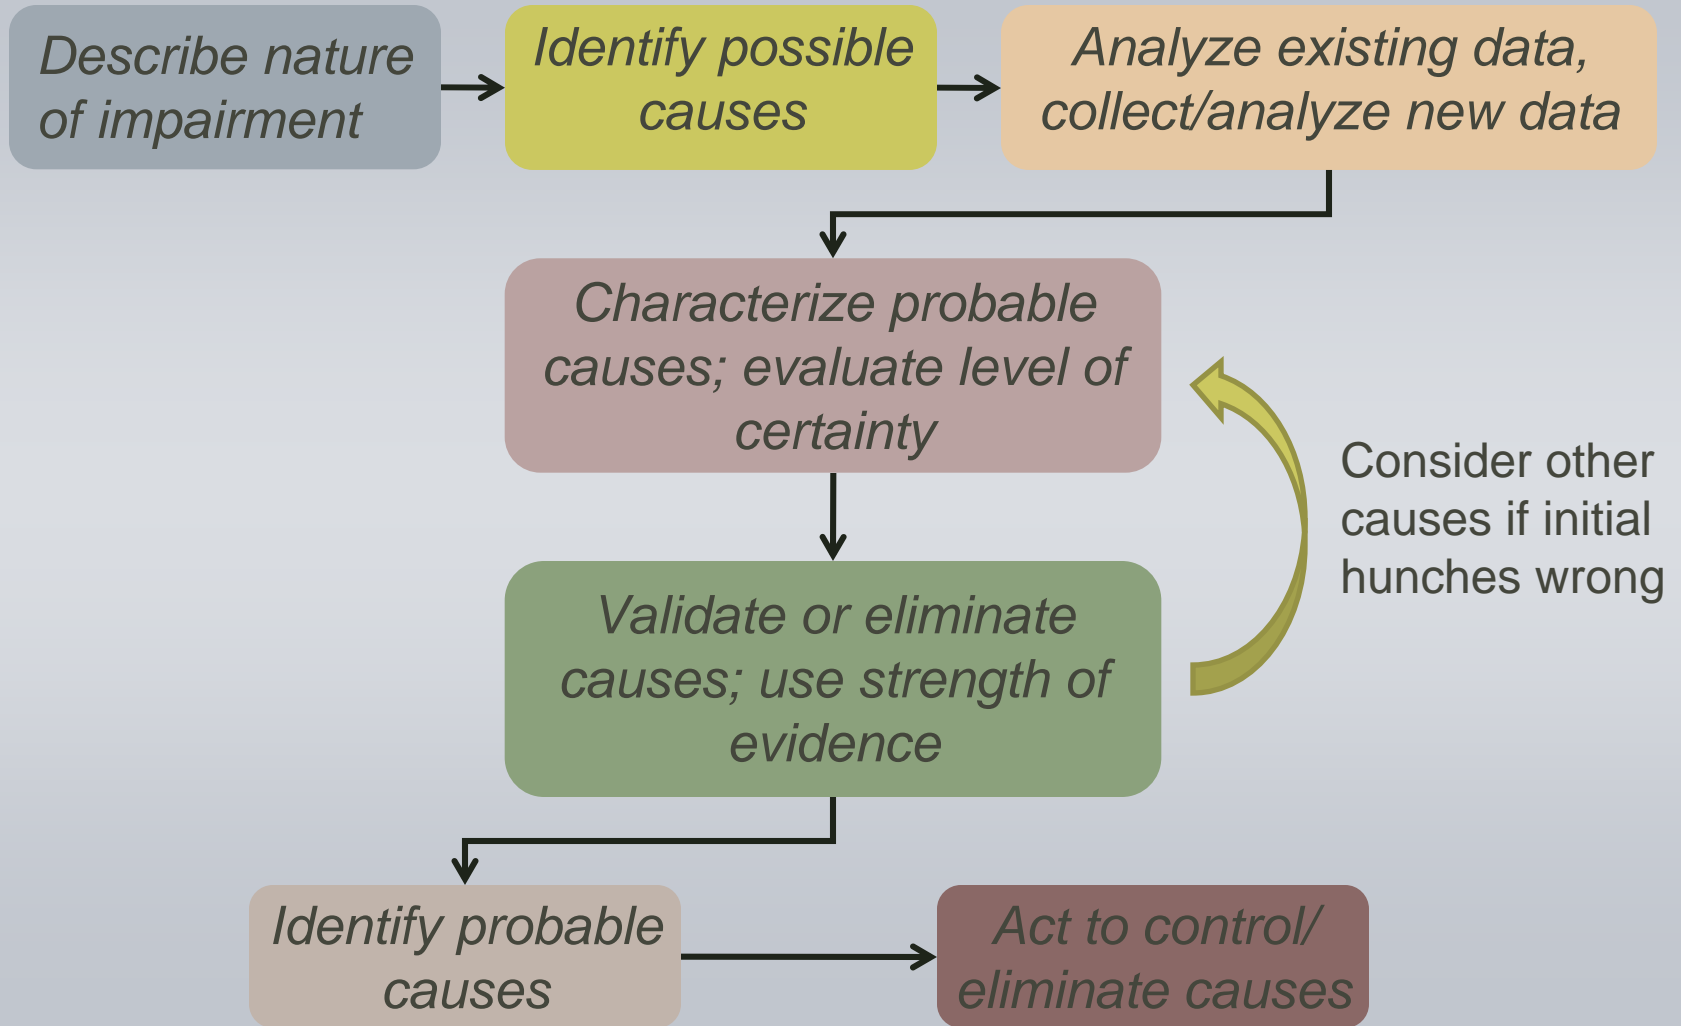 Describe nature
of impairment
Identify possible
causes
Analyze existing data,
collect/analyze new data
Characterize probable
causes; evaluate level of
certainty
Consider other
causes if initial
hunches wrong
Validate or eliminate
causes; use strength of
evidence
Identify probable
causes
Act to control/
eliminate causes